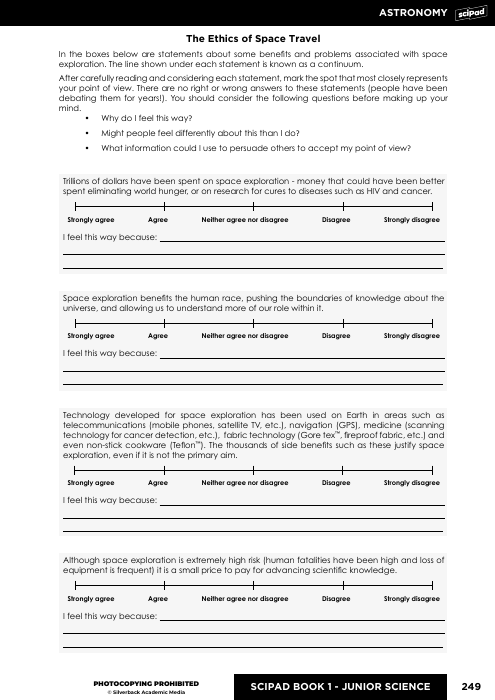 ASTRONOMY
scipad
The Ethics of Space Travel
In the boxes below are statements about some benefits and problems associated with space
exploration. The line shown under each statement is known as a continuum.
After carefully reading and considering each statement, mark the spot that most closely represents
your point of view. There are no right or wrong answers to these statements (people have been
debating them for years!). You should consider the following questions before making up your
mind.
• Why do I feel this way?
• Might people feel differently about this than I do?
• What information could I use to persuade others to accept my point of view?
Trillions of dollars have been spent on space exploration - money that could have been better
spent eliminating world hunger, or on research for cures to diseases such as HIV and cancer.
Strongly agree Agree Neither agree nor disagree Disagree Strongly disagree
I feel this way because:
Space exploration benefits the human race, pushing the boundaries of knowledge about the
universe, and allowing us to understand more of our role within it.
Strongly agree Agree Neither agree nor disagree Disagree Strongly disagree
I feel this way because:
Technology developed for space exploration has been used on Earth in areas such as
telecommunications (mobile phones, satellite TV, etc.), navigation (GPS), medicine (scanning
technology for cancer detection, etc.), fabric technology (Gore tex™, fireproof fabric, etc.) and
even non-stick cookware (Teflon™). The thousands of side benefits such as these justify space
exploration, even if it is not the primary aim.
Strongly agree Agree Neither agree nor disagree Disagree Strongly disagree
I feel this way because:
Although space exploration is extremely high risk (human fatalities have been high and loss of
equipment is frequent) it is a small price to pay for advancing scientific knowledge.
Strongly agree Agree Neither agree nor disagree Disagree Strongly disagree
I feel this way because:
PHOTOCOPYING PROHIBITED
© Silverback Academic Media
SCIPAD BOOK 1 - JUNIOR SCIENCE
249